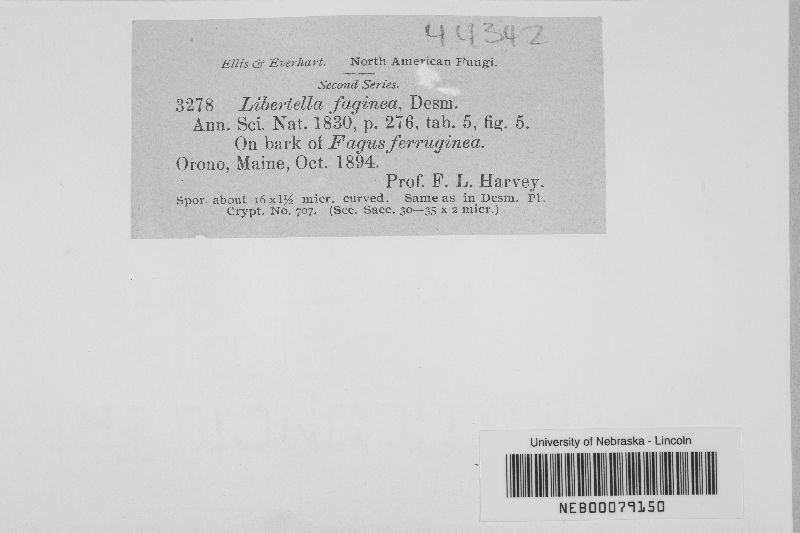 44342
Ellis & Everhart. North American Fungi.
Second Series.
3278 Libertella faginea, Desm.
Ann. Sci. Nat. 1830, p. 276, tab. 5, fig. 5.
On bark of Fagus ferruginea.
Orono, Maine, Oct. 1894.
Prof. F. L. Harvey.
Spor. about 16 x 1½ micr. curved. Same as in Desm. Pl.
Crypt. No. 707. (Sec. Sacc. 30—35 x 2 micr.)
University of Nebraska - Lincoln
NEB00079150